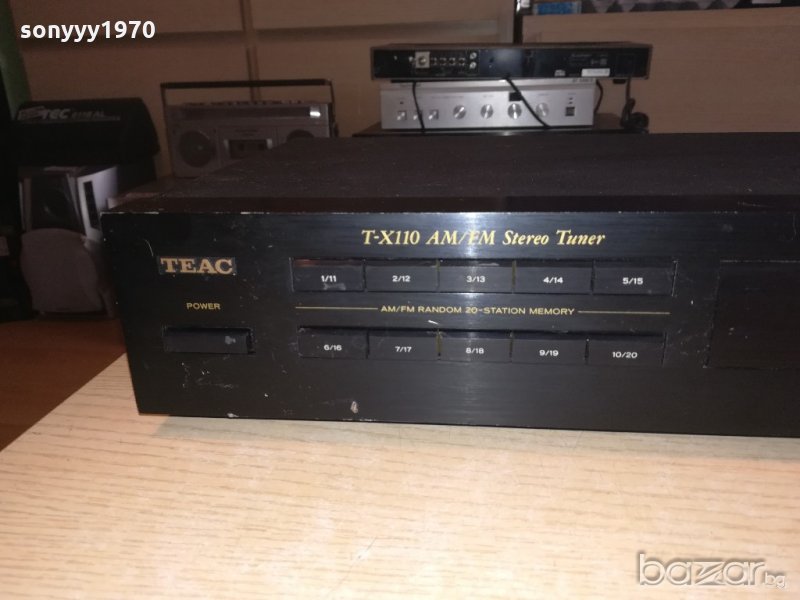 sonyyy1970
TEC
T-X110 AM/FM Stereo Tuner
TEAC
1/11 2/12 3/13 4/14 5/15
POWER
AM/FM RANDOM 20-STATION MEMORY
6/16 7/17 8/18 9/19 10/20
bazar.bg